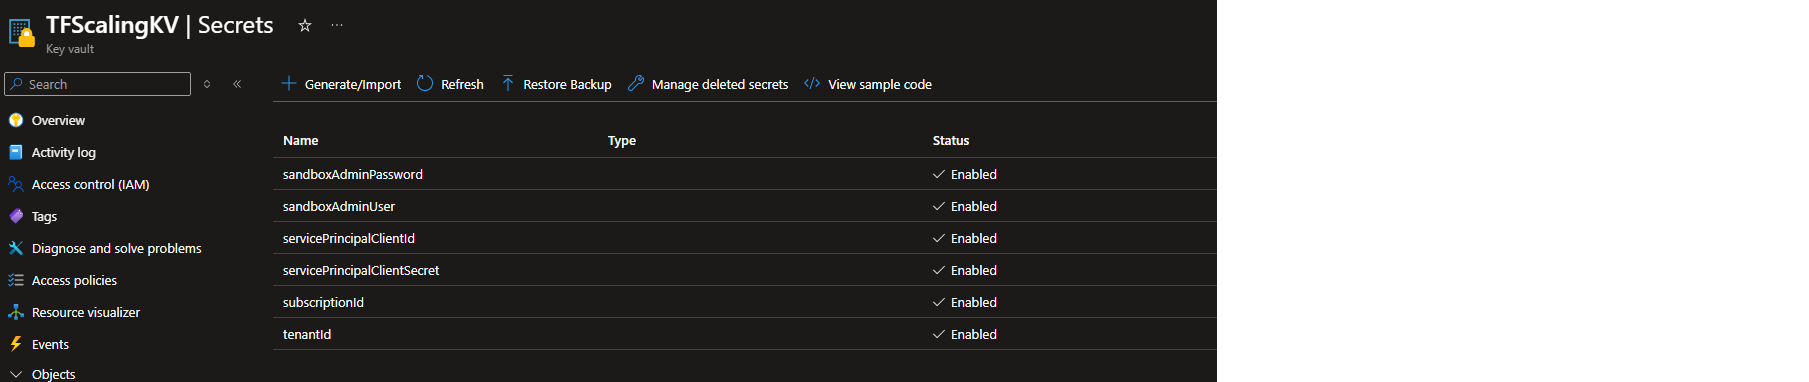 TFScalingKV | Secrets
Key vault
Search
Generate/Import Refresh Restore Backup Manage deleted secrets View sample code
Overview
Activity log
Access control (IAM)
Tags
Diagnose and solve problems
Access policies
Resource visualizer
Events
Objects
Name Type Status
sandboxAdminPassword Enabled
sandboxAdminUser Enabled
servicePrincipalClientId Enabled
servicePrincipalClientSecret Enabled
subscriptionId Enabled
tenantId Enabled